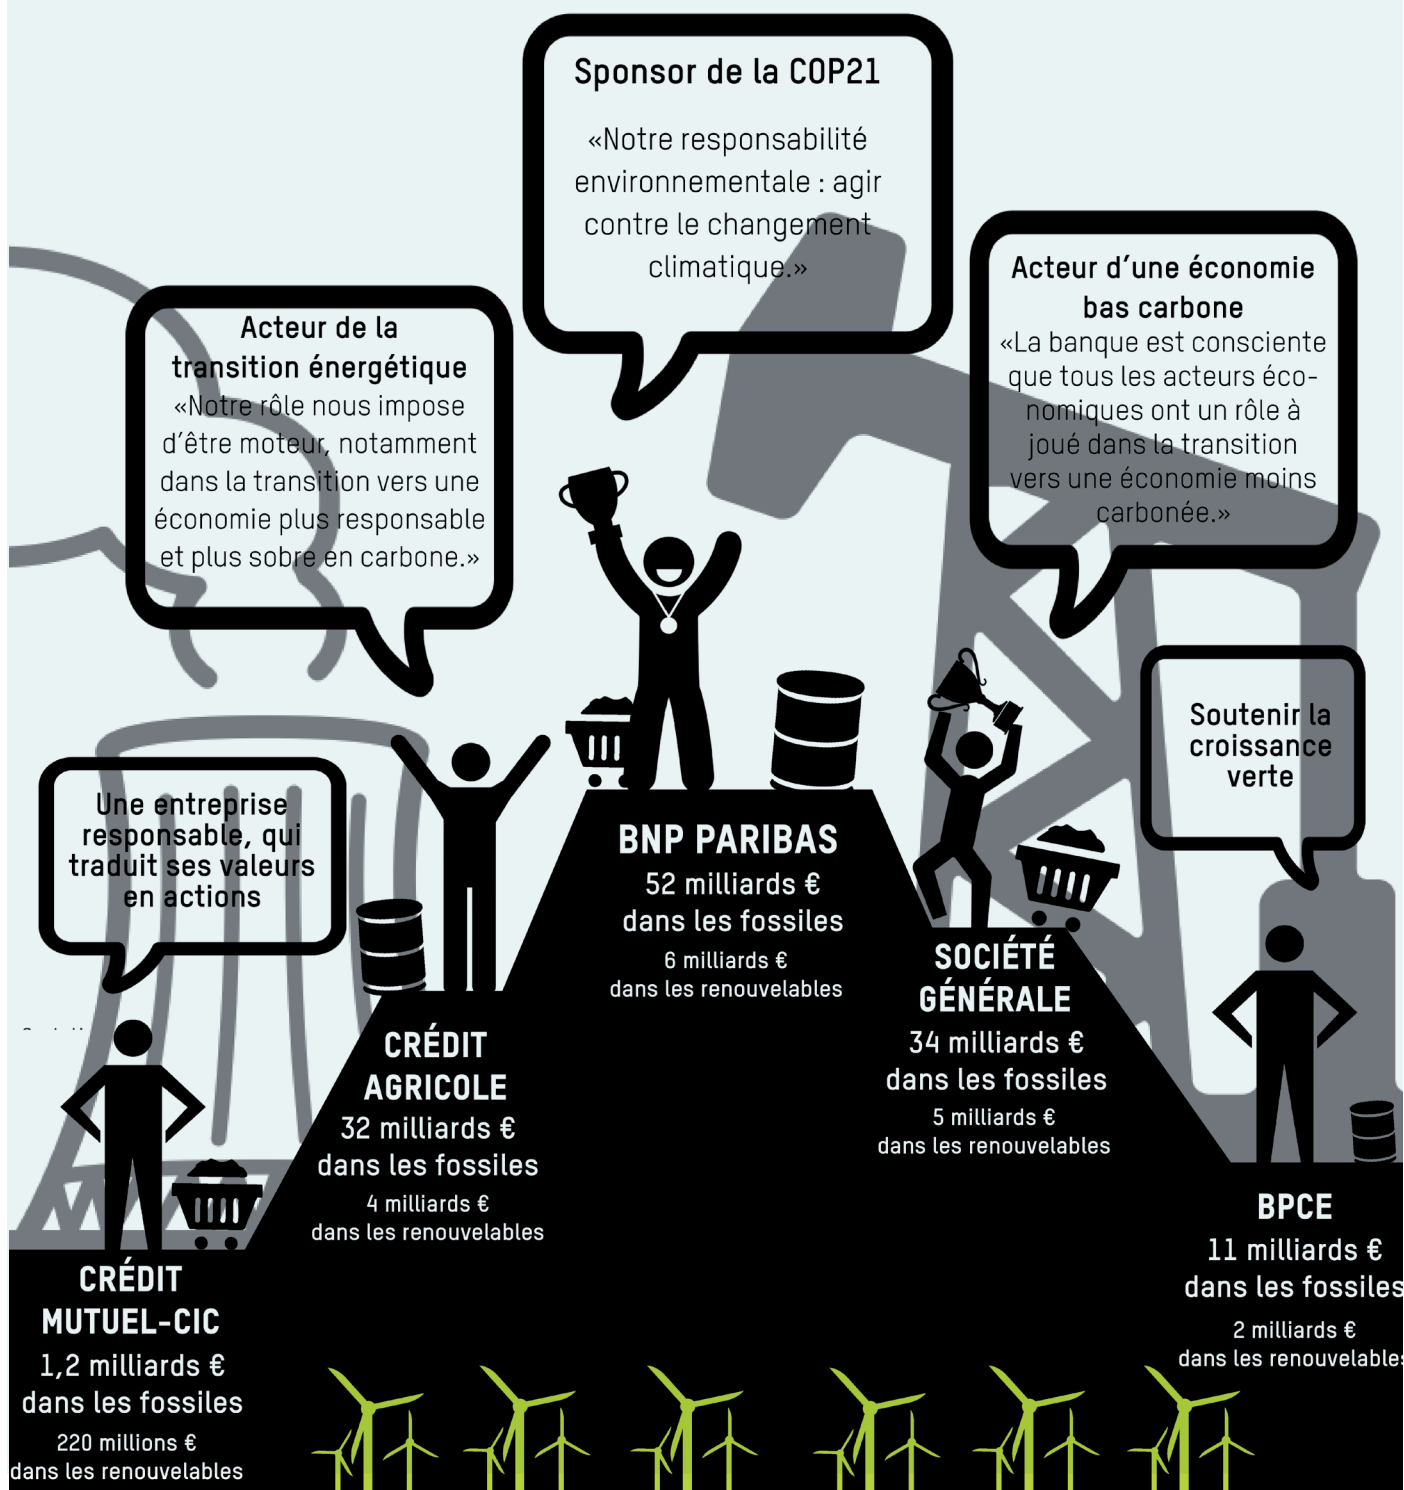 Sponsor de la COP21
«Notre responsabilité
environnementale : agir
contre le changement
climatique.»
Acteur de la
transition énergétique
«Notre rôle nous impose
d’être moteur, notamment
dans la transition vers une
économie plus responsable
et plus sobre en carbone.»
Acteur d’une économie
bas carbone
«La banque est consciente
que tous les acteurs éco-
nomiques ont un rôle à
joué dans la transition
vers une économie moins
carbonée.»
Soutenir la
croissance
verte
Une entreprise
responsable, qui
traduit ses valeurs
en actions
BNP PARIBAS
52 milliards €
dans les fossiles
6 milliards €
dans les renouvelables
SOCIÉTÉ
GÉNÉRALE
34 milliards €
dans les fossiles
5 milliards €
dans les renouvelables
CRÉDIT
AGRICOLE
32 milliards €
dans les fossiles
4 milliards €
dans les renouvelables
BPCE
11 milliards €
dans les fossiles
2 milliards €
dans les renouvelables
CRÉDIT
MUTUEL-CIC
1,2 milliards €
dans les fossiles
220 millions €
dans les renouvelables